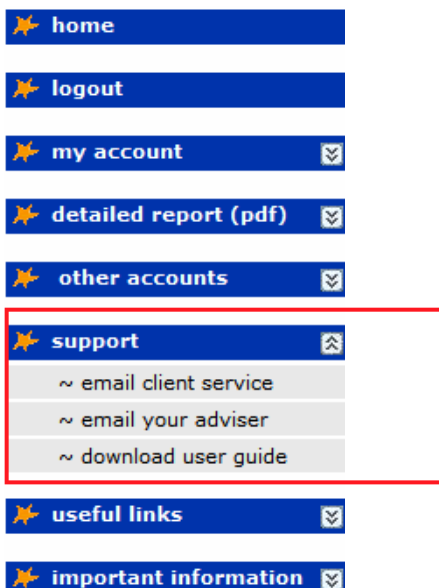 home
logout
my account
detailed report (pdf)
other accounts
support
~ email client service
~ email your adviser
~ download user guide
useful links
important information